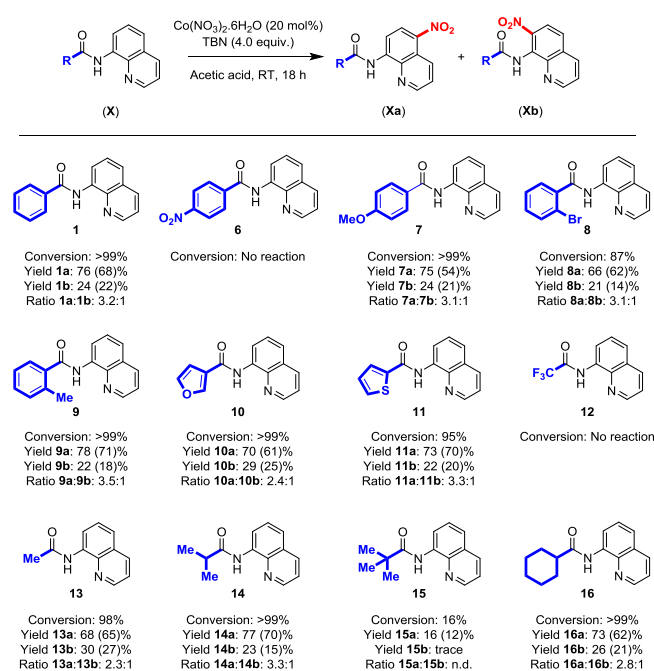 Co(NO3)2.6H2O (20 mol%)
TBN (4.0 equiv.)
Acetic acid, RT, 18 h
O
R
N
H
N
(X)
NO2
O
R
N
H
N
(Xa)
+
NO2
O
R
N
H
N
(Xb)
O
N
H
N
1
Conversion: >99%
Yield 1a: 76 (68)%
Yield 1b: 24 (22)%
Ratio 1a:1b: 3.2:1
O
N
H
N
NO2
6
Conversion: No reaction
O
N
H
N
MeO
7
Conversion: >99%
Yield 7a: 75 (54)%
Yield 7b: 24 (21)%
Ratio 7a:7b: 3.1:1
O
N
H
N
Br
8
Conversion: 87%
Yield 8a: 66 (62)%
Yield 8b: 21 (14)%
Ratio 8a:8b: 3.1:1
O
N
H
N
Me
9
Conversion: >99%
Yield 9a: 78 (71)%
Yield 9b: 22 (18)%
Ratio 9a:9b: 3.5:1
O
N
H
N
O
10
Conversion: >99%
Yield 10a: 70 (61)%
Yield 10b: 29 (25)%
Ratio 10a:10b: 2.4:1
O
N
H
N
S
11
Conversion: 95%
Yield 11a: 73 (70)%
Yield 11b: 22 (20)%
Ratio 11a:11b: 3.3:1
O
F3C
N
H
N
12
Conversion: No reaction
O
Me
N
H
N
13
Conversion: 98%
Yield 13a: 68 (65)%
Yield 13b: 30 (27)%
Ratio 13a:13b: 2.3:1
Me
O
Me
N
H
N
14
Conversion: >99%
Yield 14a: 77 (70)%
Yield 14b: 23 (15)%
Ratio 14a:14b: 3.3:1
Me
O
Me
Me
N
H
N
15
Conversion: 16%
Yield 15a: 16 (12)%
Yield 15b: trace
Ratio 15a:15b: n.d.
O
N
H
N
16
Conversion: >99%
Yield 16a: 73 (62)%
Yield 16b: 26 (21)%
Ratio 16a:16b: 2.8:1